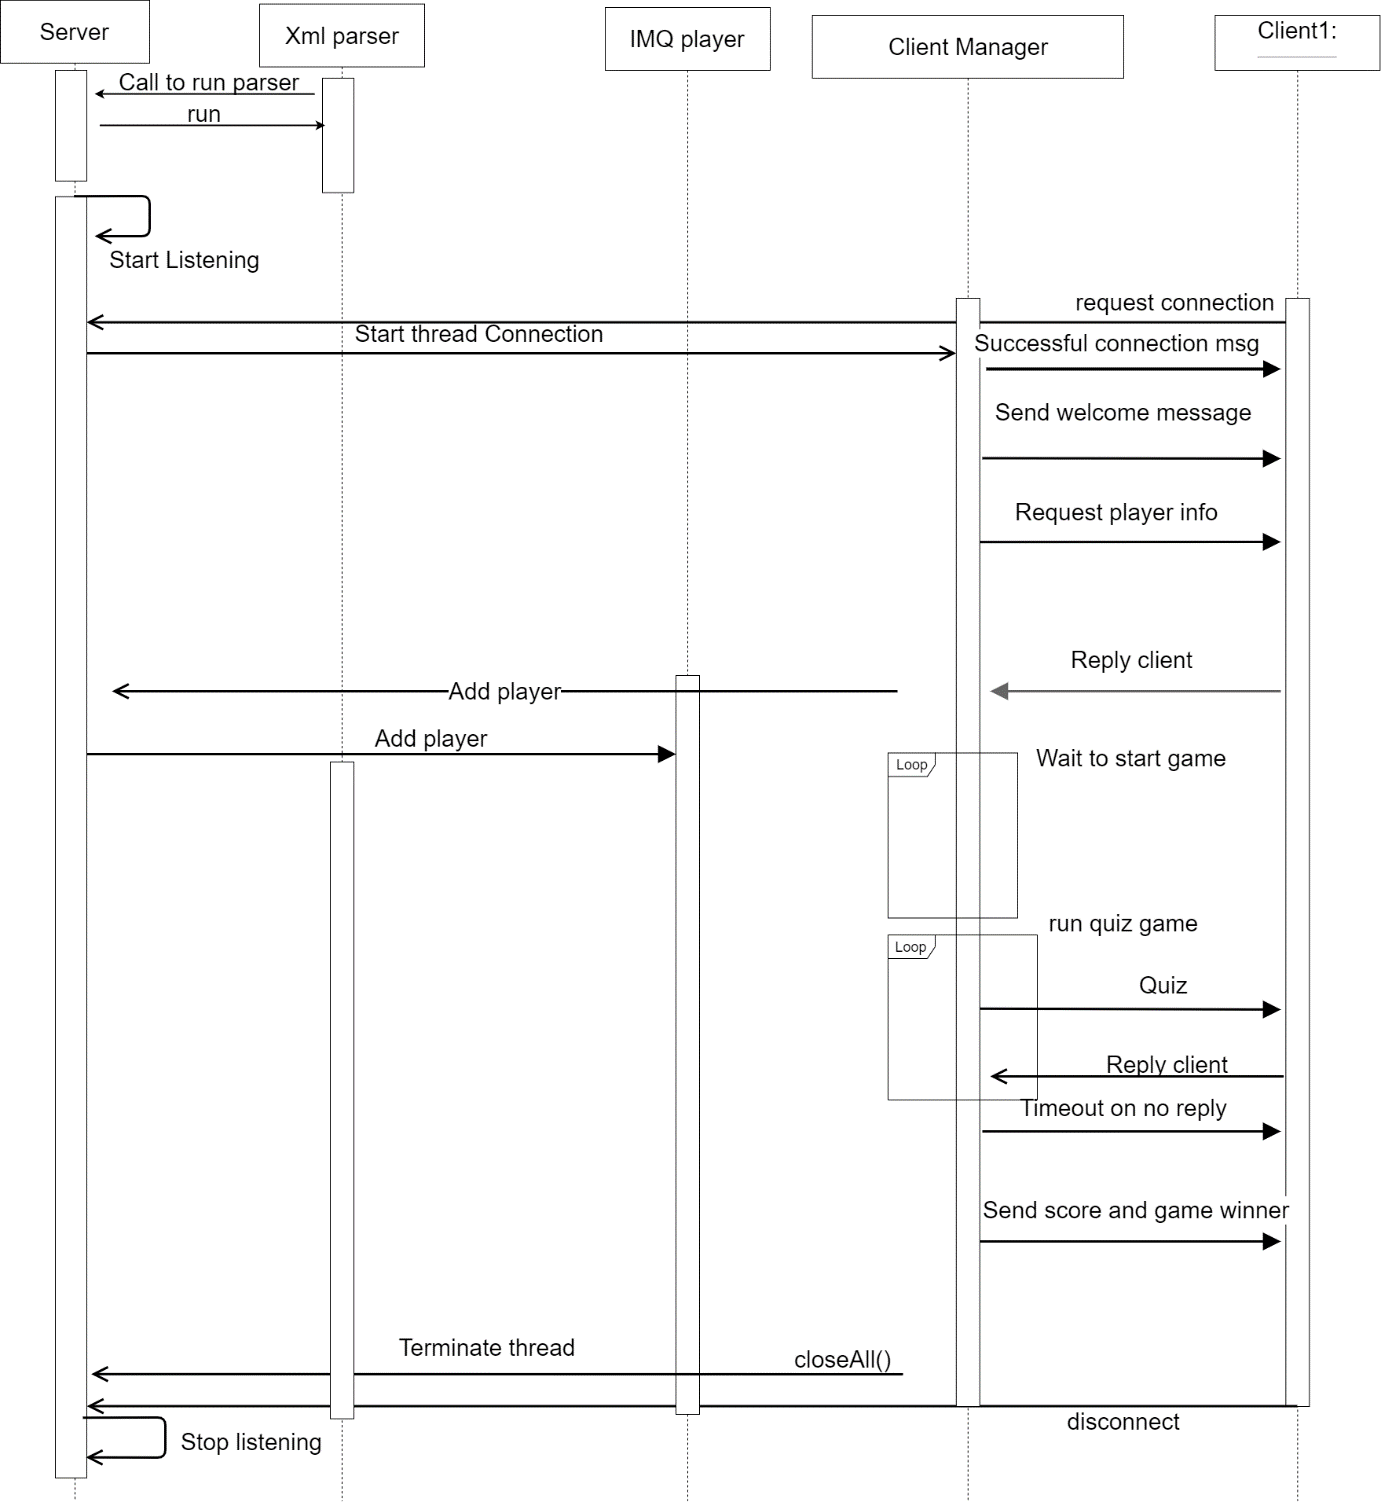 Server
Xml parser
IMQ player
Client Manager
Client1:
Call to run parser
run
Start Listening
request connection
Start thread Connection
Successful connection msg
Send welcome message
Request player info
Reply client
Add player
Add player
Loop
Wait to start game
run quiz game
Loop
Quiz
Reply client
Timeout on no reply
Send score and game winner
Terminate thread
closeAll()
disconnect
Stop listening